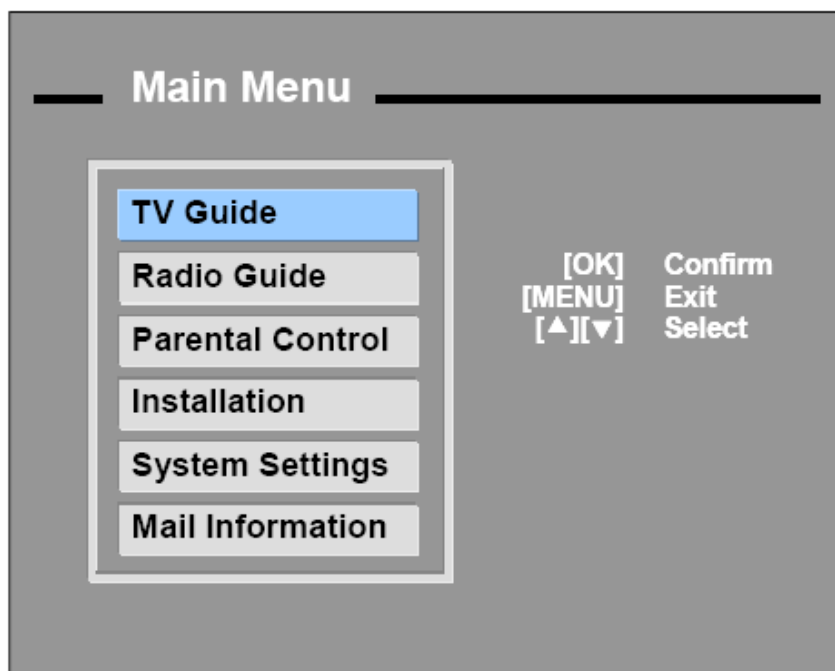 Main Menu
TV Guide
Radio Guide
Parental Control
Installation
System Settings
Mail Information
[OK] Confirm
[MENU] Exit
[▲][▼] Select